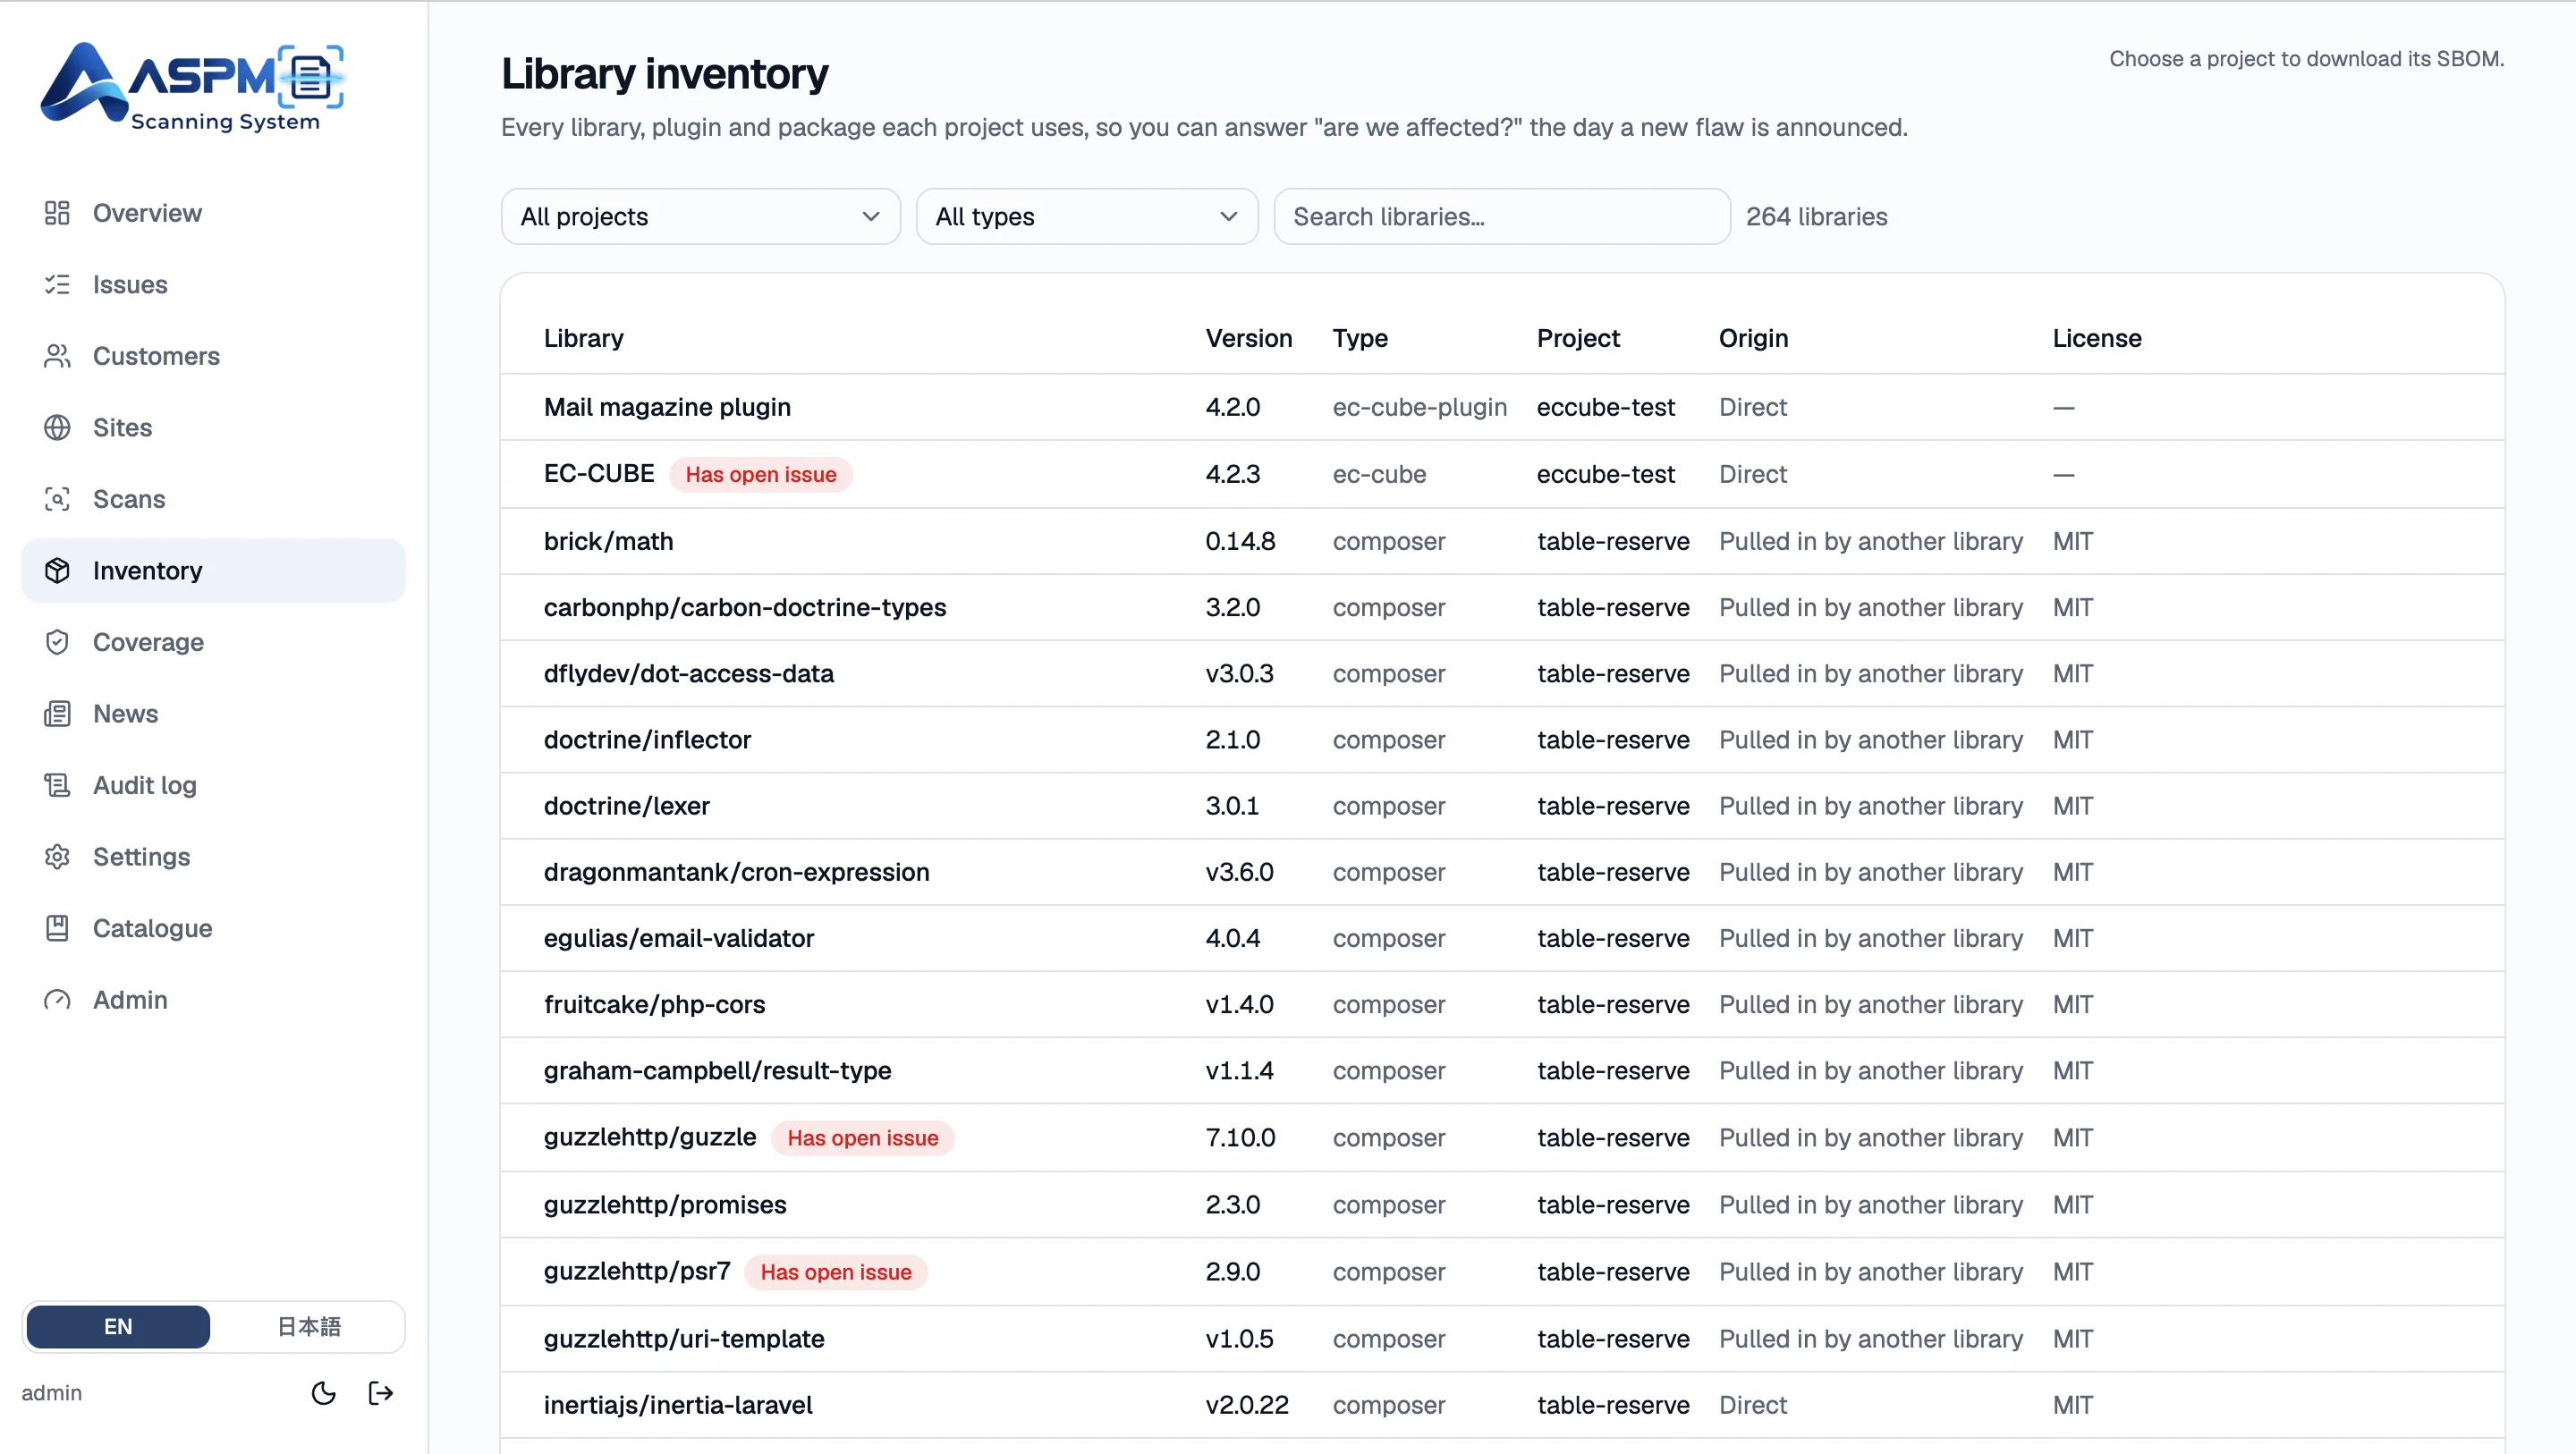 ASPM
Scanning System
Overview
Issues
Customers
Sites
Scans
Inventory
Coverage
News
Audit log
Settings
Catalogue
Admin
EN 日本語
admin
Library inventory
Choose a project to download its SBOM.
Every library, plugin and package each project uses, so you can answer "are we affected?" the day a new flaw is announced.
All projects All types Search libraries... 264 libraries
Library Version Type Project Origin License
Mail magazine plugin 4.2.0 ec-cube-plugin eccube-test Direct —
EC-CUBE Has open issue 4.2.3 ec-cube eccube-test Direct —
brick/math 0.14.8 composer table-reserve Pulled in by another library MIT
carbonphp/carbon-doctrine-types 3.2.0 composer table-reserve Pulled in by another library MIT
dflydev/dot-access-data v3.0.3 composer table-reserve Pulled in by another library MIT
doctrine/inflector 2.1.0 composer table-reserve Pulled in by another library MIT
doctrine/lexer 3.0.1 composer table-reserve Pulled in by another library MIT
dragonmantank/cron-expression v3.6.0 composer table-reserve Pulled in by another library MIT
egulias/email-validator 4.0.4 composer table-reserve Pulled in by another library MIT
fruitcake/php-cors v1.4.0 composer table-reserve Pulled in by another library MIT
graham-campbell/result-type v1.1.4 composer table-reserve Pulled in by another library MIT
guzzlehttp/guzzle Has open issue 7.10.0 composer table-reserve Pulled in by another library MIT
guzzlehttp/promises 2.3.0 composer table-reserve Pulled in by another library MIT
guzzlehttp/psr7 Has open issue 2.9.0 composer table-reserve Pulled in by another library MIT
guzzlehttp/uri-template v1.0.5 composer table-reserve Pulled in by another library MIT
inertiajs/inertia-laravel v2.0.22 composer table-reserve Direct MIT